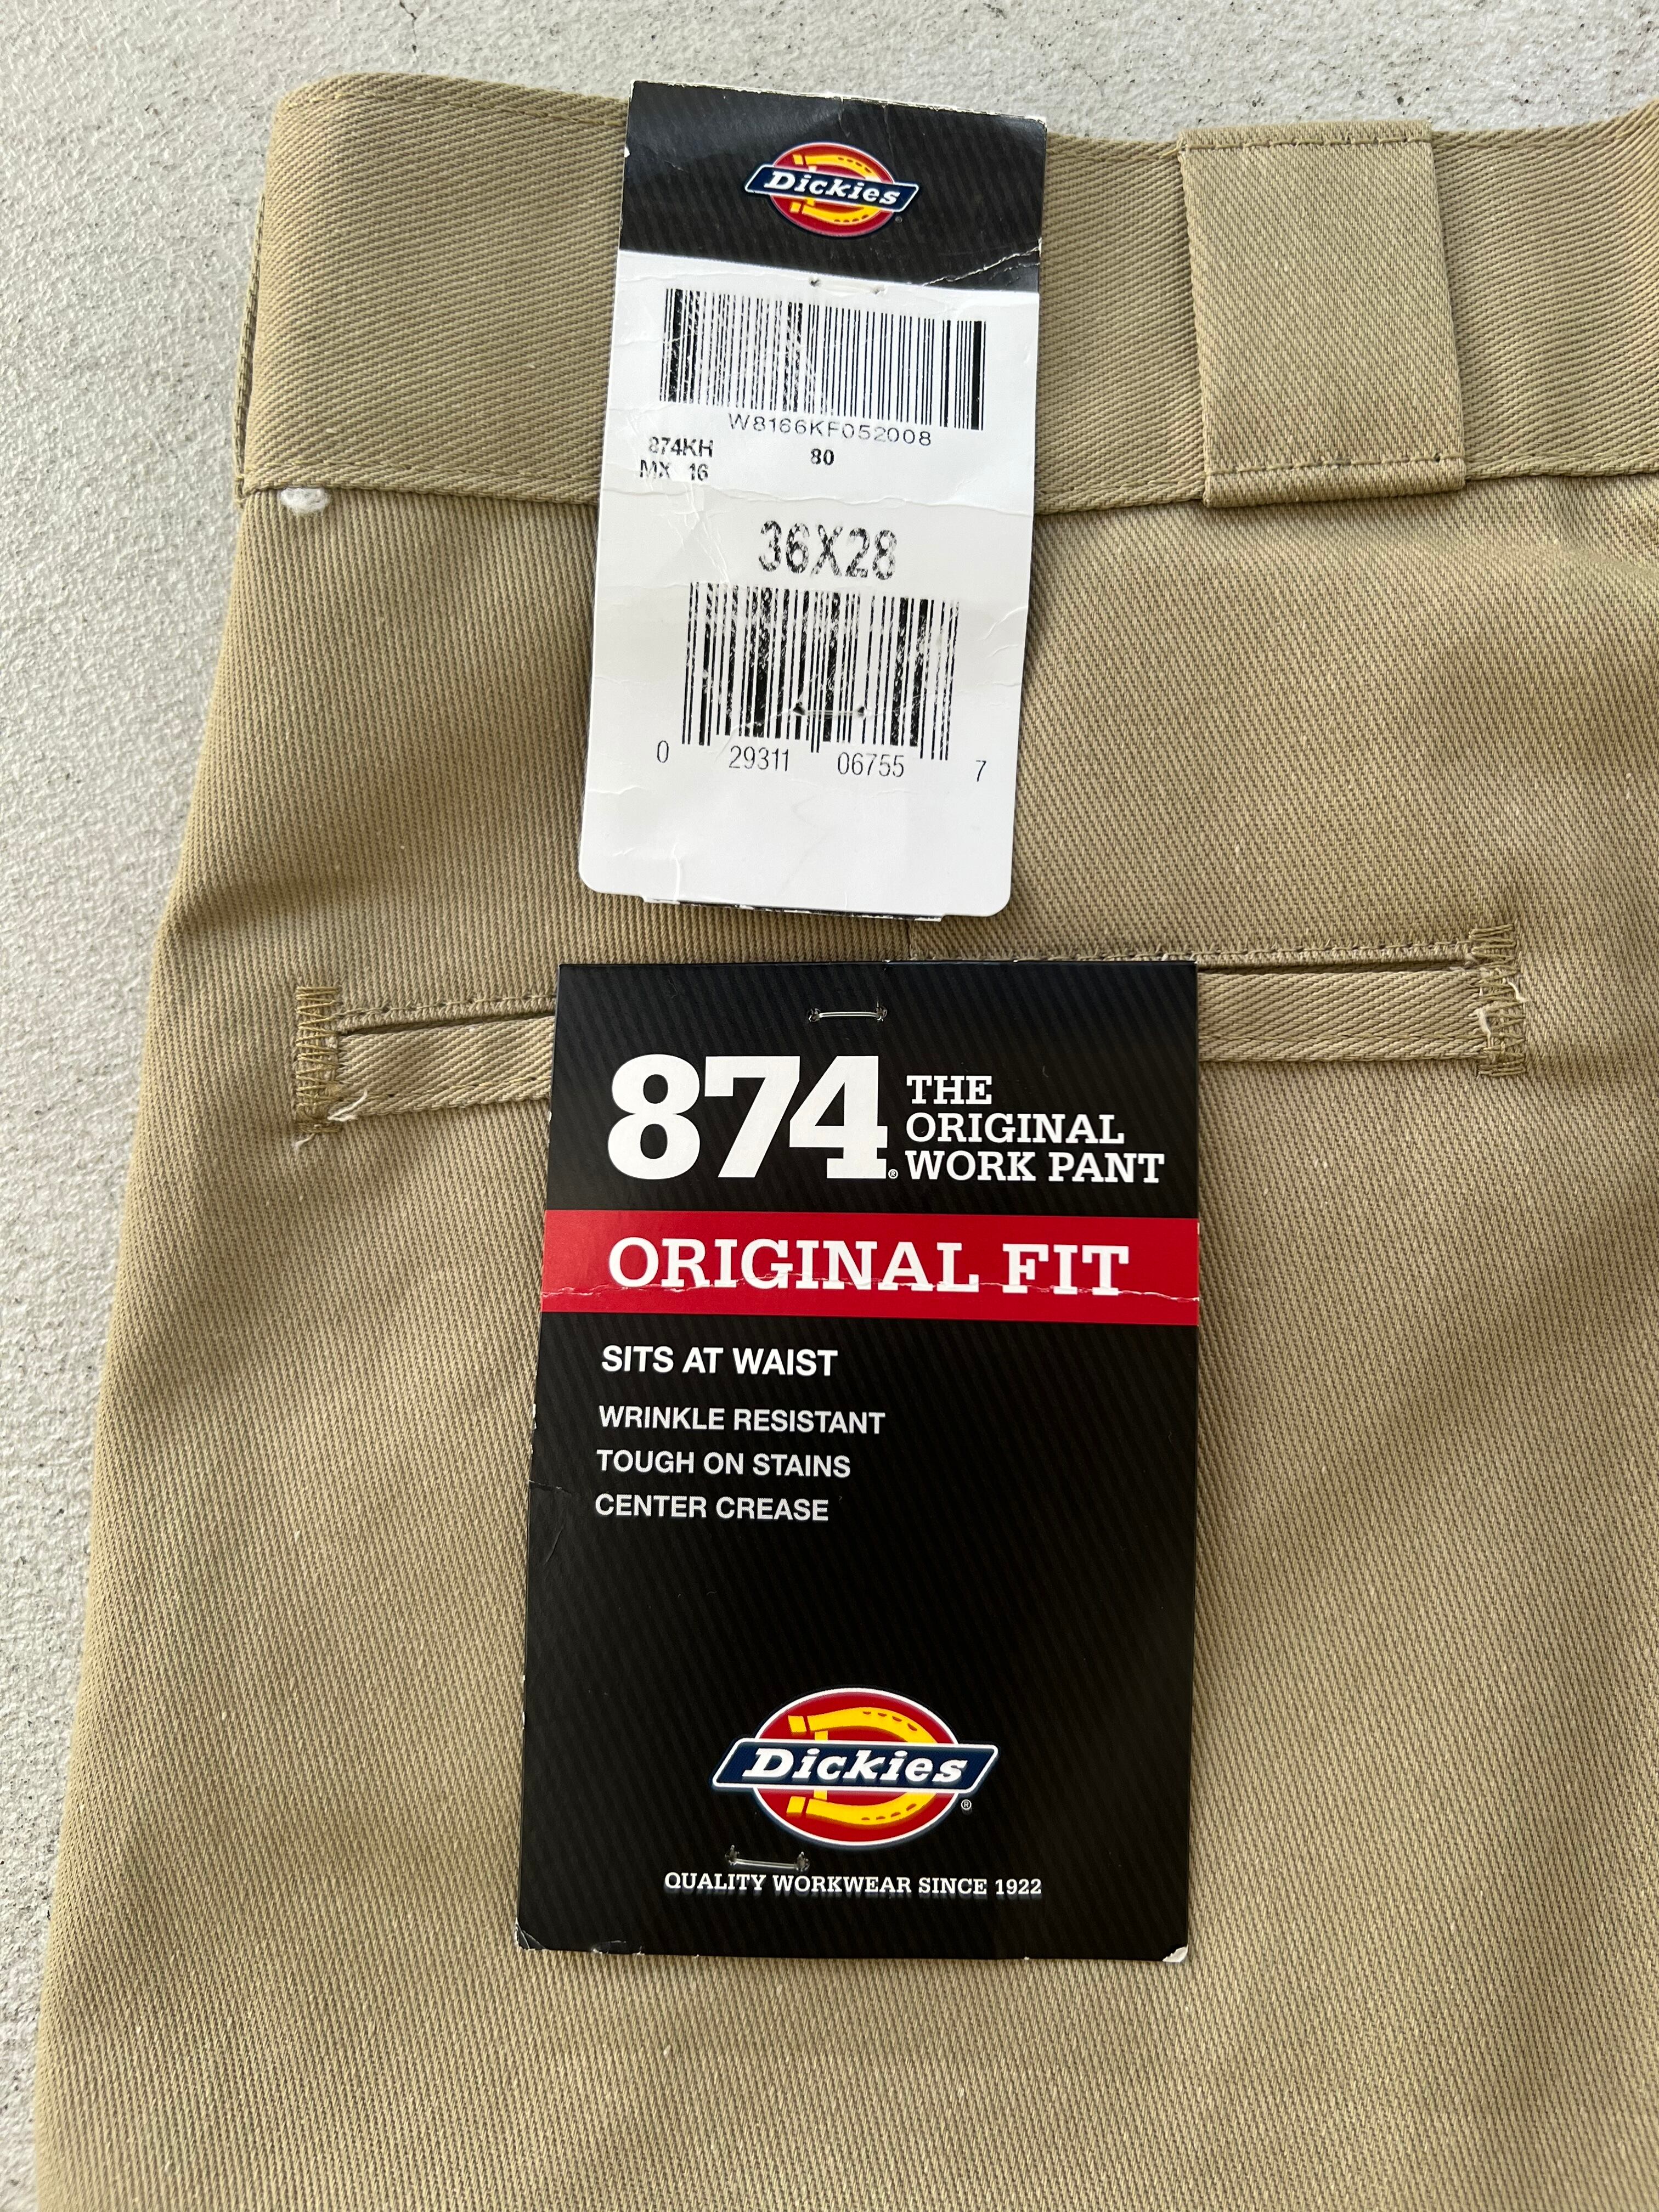 Dickies
W8166KF052008
874KH
80
MX 16
36X28
0 29311 06755 7
874® THE
ORIGINAL
WORK PANT
ORIGINAL FIT
SITS AT WAIST
WRINKLE RESISTANT
TOUGH ON STAINS
CENTER CREASE
Dickies®
QUALITY WORKWEAR SINCE 1922